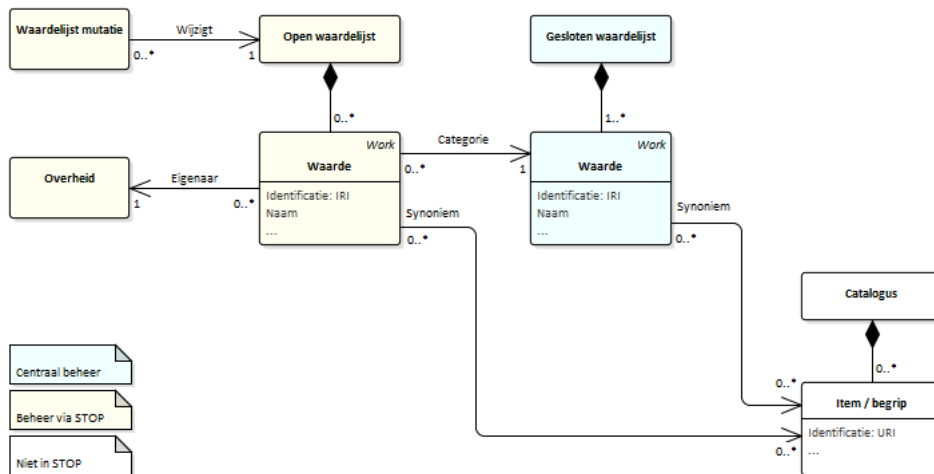 Waardelijst mutatie
Wijzigt
0..*
1
Open waardelijst
Gesloten waardelijst
0..*
1..*
Work
Waarde
Identificatie: IRI
Naam
...
Categorie
0..*
1
Work
Waarde
Identificatie: IRI
Naam
...
Overheid
Eigenaar
1
0..*
Synoniem
0..*
Synoniem
0..*
Catalogus
0..*
0..*
Item / begrip
Identificatie: URI
...
0..*
Centraal beheer
Beheer via STOP
Niet in STOP